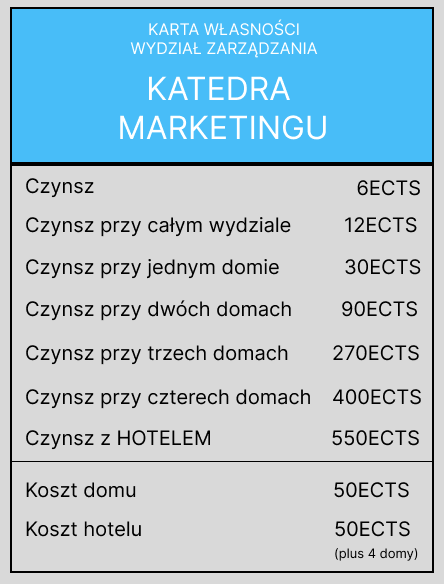 KARTA WŁASNOŚCI
WYDZIAŁ ZARZĄDZANIA
KATEDRA
MARKETINGU
Czynsz 6ECTS
Czynsz przy całym wydziale 12ECTS
Czynsz przy jednym domie 30ECTS
Czynsz przy dwóch domach 90ECTS
Czynsz przy trzech domach 270ECTS
Czynsz przy czterech domach 400ECTS
Czynsz z HOTELEM 550ECTS
Koszt domu 50ECTS
Koszt hotelu 50ECTS
(plus 4 domy)